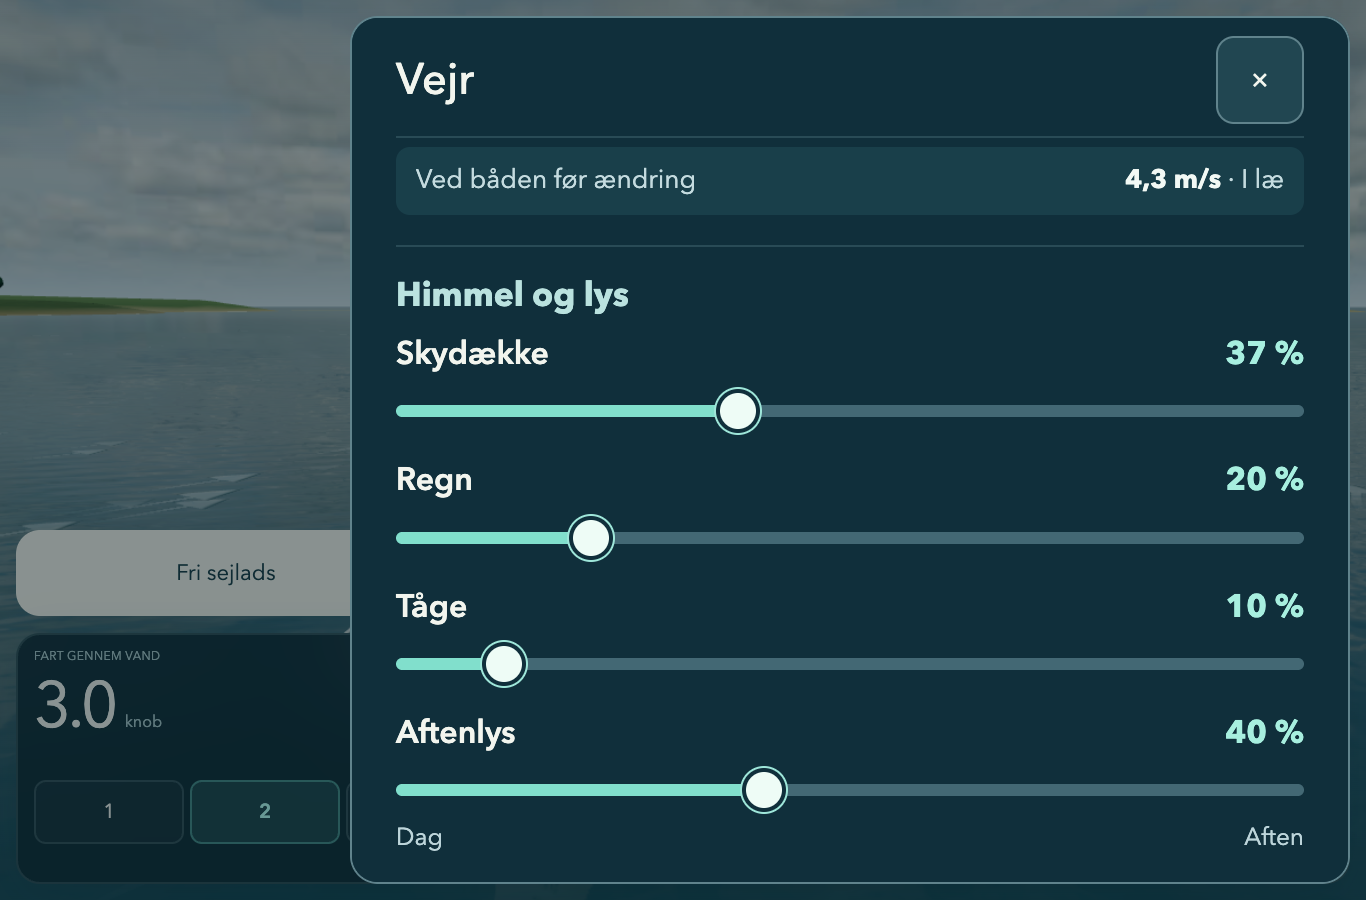 Vejr
×
Ved båden før ændring
4,3 m/s · I læ
Himmel og lys
Skydække
37 %
Regn
20 %
Tåge
10 %
Aftenlys
40 %
Dag
Aften
Fri sejlads
FART GENNEM VAND
3.0 knob
1
2